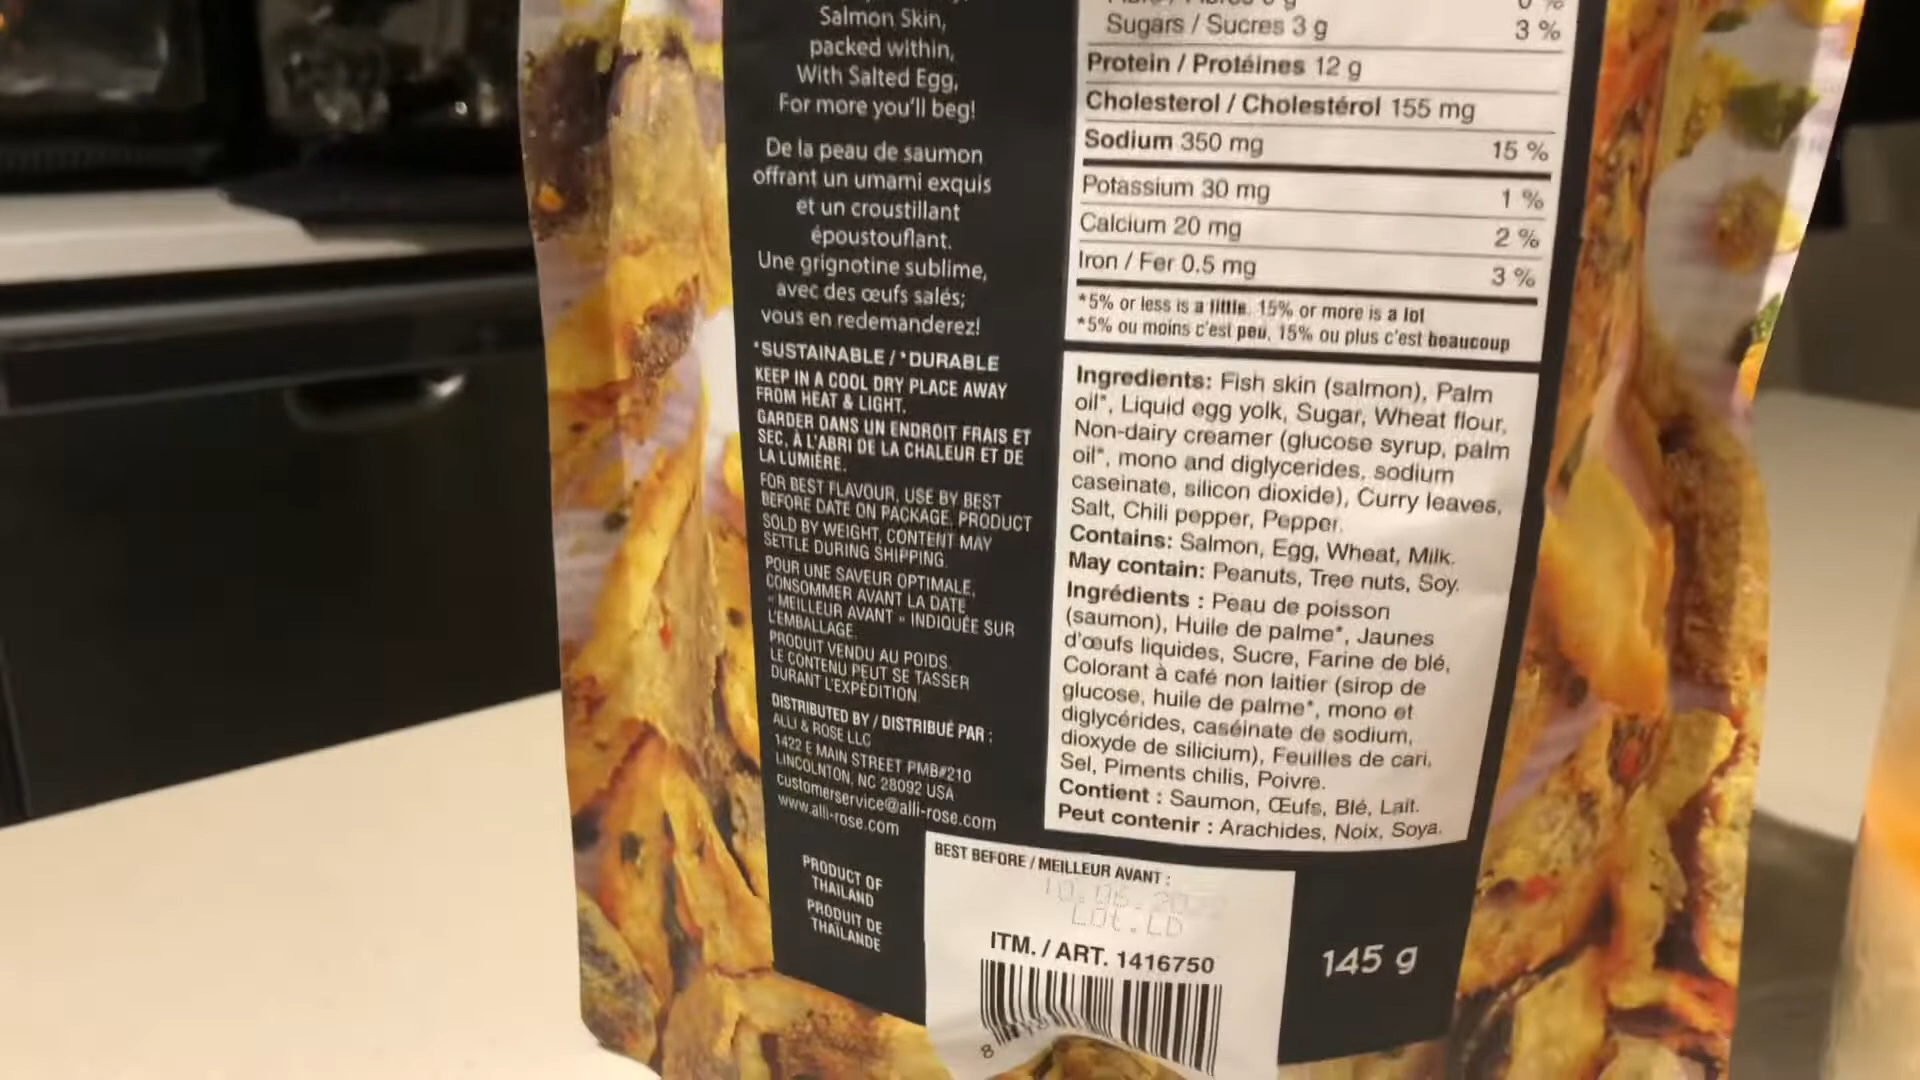 Salmon Skin,
packed within,
With Salted Egg,
For more you'll beg!
De la peau de saumon
offrant un umami exquis
et un croustillant
époustouflant.
Une grignotine sublime,
avec des œufs salés;
vous en redemanderez!
*SUSTAINABLE / *DURABLE
KEEP IN A COOL DRY PLACE AWAY
FROM HEAT & LIGHT.
GARDER DANS UN ENDROIT FRAIS ET
SEC, À L'ABRI DE LA CHALEUR ET DE
LA LUMIÈRE.
FOR BEST FLAVOUR, USE BY BEST
BEFORE DATE ON PACKAGE. PRODUCT
SOLD BY WEIGHT, CONTENT MAY
SETTLE DURING SHIPPING.
POUR UNE SAVEUR OPTIMALE,
CONSOMMER AVANT LA DATE
« MEILLEUR AVANT » INDIQUÉE SUR
L'EMBALLAGE.
PRODUIT VENDU AU POIDS.
LE CONTENU PEUT SE TASSER
DURANT L'EXPÉDITION.
DISTRIBUTED BY / DISTRIBUÉ PAR :
ALLI & ROSE LLC
1422 E MAIN STREET PMB#210
LINCOLNTON, NC 28092 USA
customerservice@alli-rose.com
www.alli-rose.com
PRODUCT OF
THAILAND
PRODUIT DE
THAÏLANDE
Sugars / Sucres 3 g 3 %
Protein / Protéines 12 g
Cholesterol / Cholestérol 155 mg
Sodium 350 mg 15 %
Potassium 30 mg 1 %
Calcium 20 mg 2 %
Iron / Fer 0.5 mg 3 %
*5% or less is a little, 15% or more is a lot
*5% ou moins c'est peu, 15% ou plus c'est beaucoup
Ingredients: Fish skin (salmon), Palm
oil*, Liquid egg yolk, Sugar, Wheat flour,
Non-dairy creamer (glucose syrup, palm
oil*, mono and diglycerides, sodium
caseinate, silicon dioxide), Curry leaves,
Salt, Chili pepper, Pepper.
Contains: Salmon, Egg, Wheat, Milk.
May contain: Peanuts, Tree nuts, Soy.
Ingrédients : Peau de poisson
(saumon), Huile de palme*, Jaunes
d'œufs liquides, Sucre, Farine de blé,
Colorant à café non laitier (sirop de
glucose, huile de palme*, mono et
diglycérides, caséinate de sodium,
dioxyde de silicium), Feuilles de cari,
Sel, Piments chilis, Poivre.
Contient : Saumon, Œufs, Blé, Lait.
Peut contenir : Arachides, Noix, Soya.
BEST BEFORE / MEILLEUR AVANT :
Lot.LD
ITM. / ART. 1416750
8
145 g